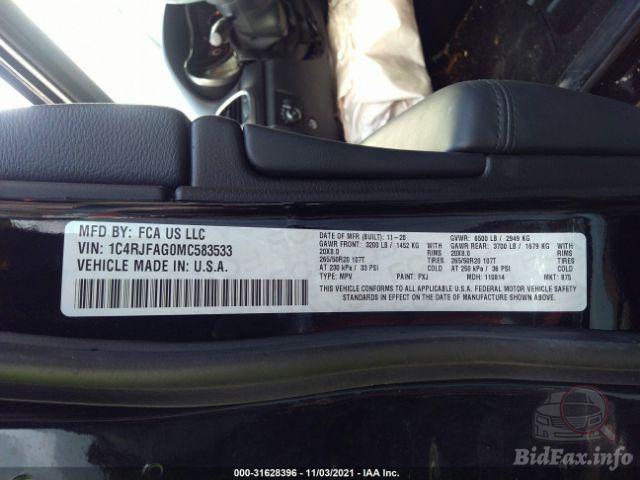 MFD BY: FCA US LLC
VIN: 1C4RJFAG0MC583533
VEHICLE MADE IN: U.S.A.
DATE OF MFR (BUILT): 11-20
GAWR FRONT: 3200 LB / 1452 KG
20X8.0 RIMS
265/50R20 107T TIRES
AT 230 kPa / 33 PSI COLD
TYPE: MPV PAINT: PXJ
GVWR: 6500 LB / 2949 KG
GAWR REAR: 3700 LB / 1679 KG
20X8.0 RIMS
265/50R20 107T TIRES
AT 250 kPa / 36 PSI COLD
MDH: 110614 MKT: 875
THIS VEHICLE CONFORMS TO ALL APPLICABLE U.S.A. FEDERAL MOTOR VEHICLE SAFETY
STANDARDS IN EFFECT ON THE DATE OF MANUFACTURE SHOWN ABOVE.
000-31628396 - 11/03/2021 - IAA Inc.
BidFax.info